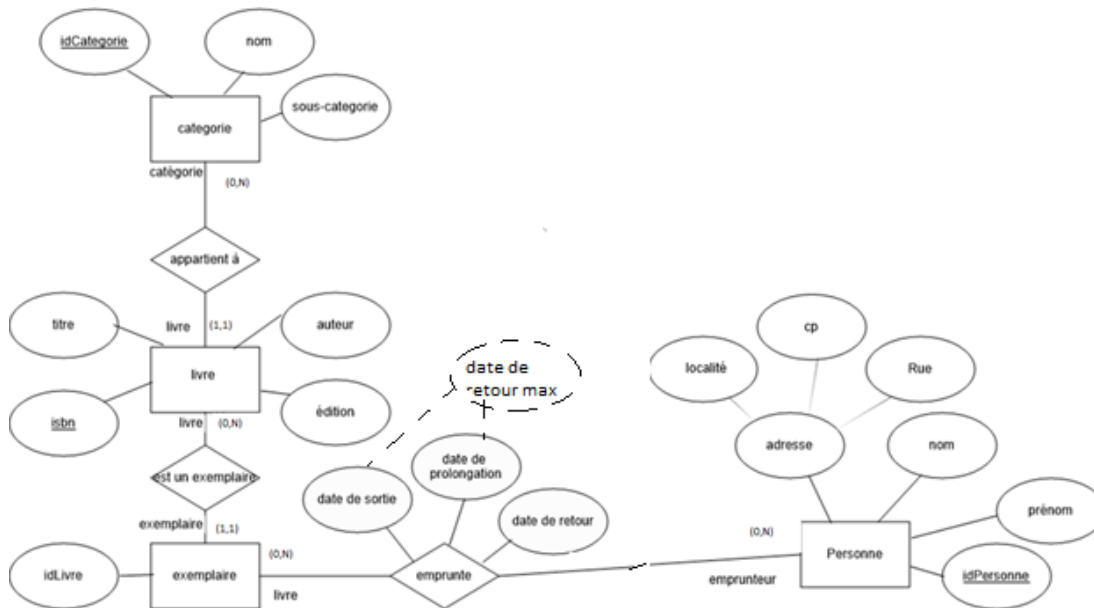 idCategorie
nom
sous-categorie
categorie
catégorie
(0,N)
appartient à
livre
(1,1)
titre
auteur
livre
isbn
édition
livre
(0,N)
est un exemplaire
exemplaire
(1,1)
idLivre
exemplaire
(0,N)
livre
date de sortie
date de
prolongation
date de retour
date de
retour max
emprunte
(0,N)
emprunteur
Personne
localité
cp
Rue
adresse
nom
prénom
idPersonne